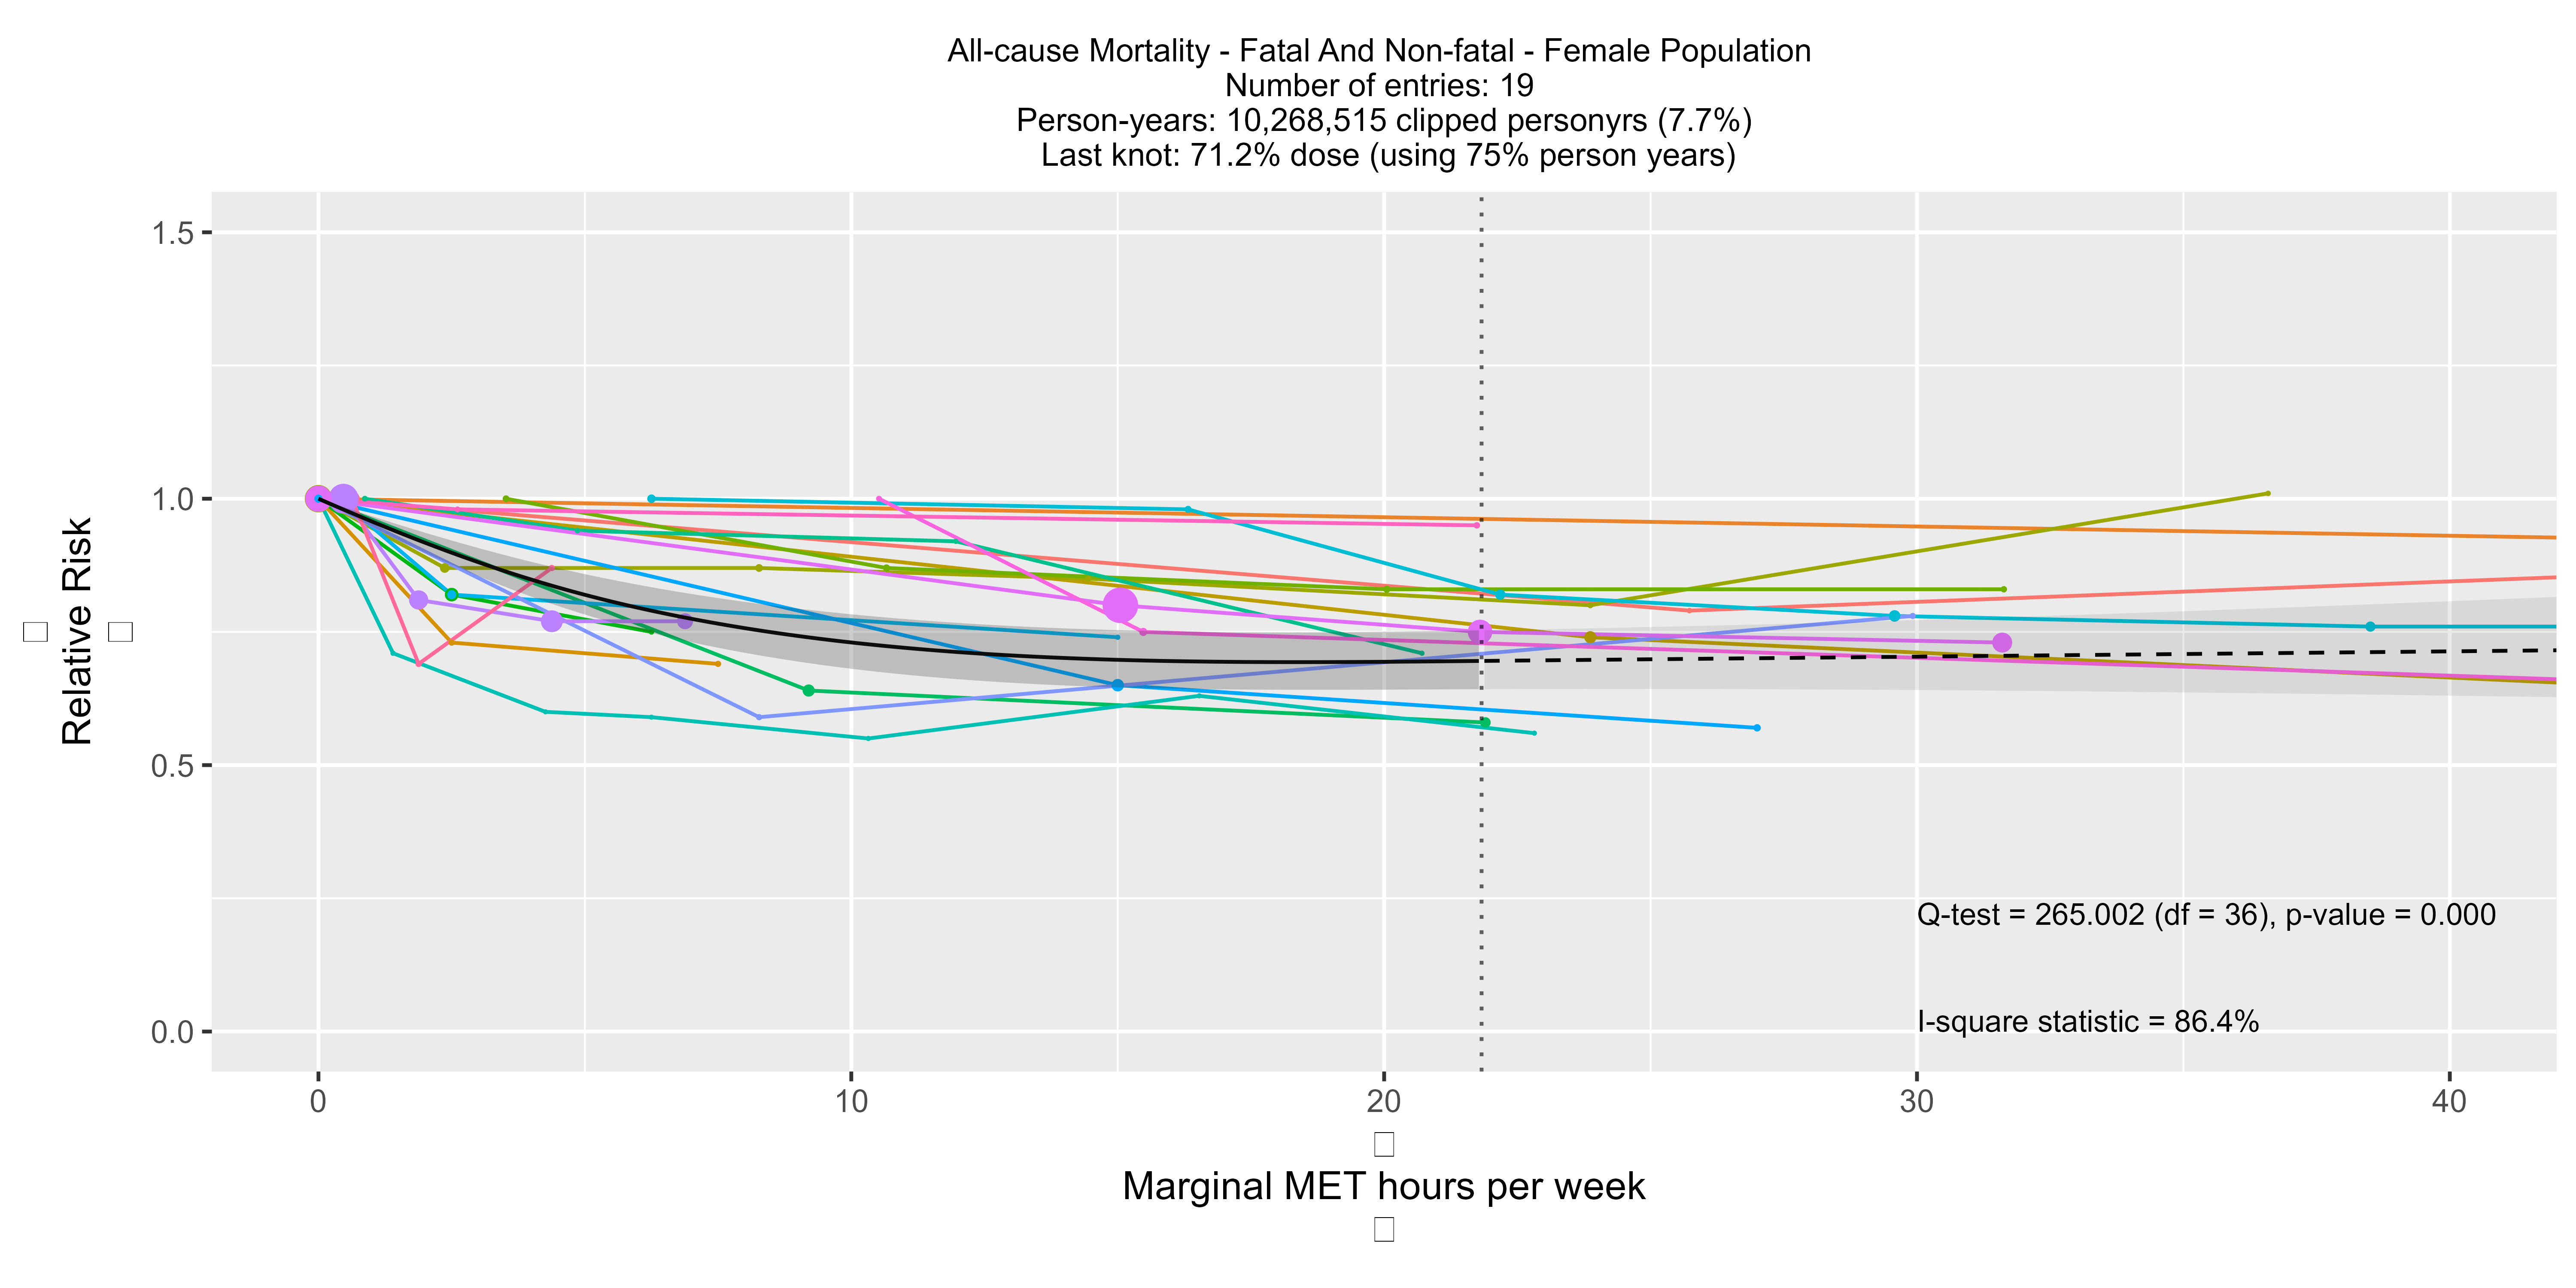 All-cause Mortality - Fatal And Non-fatal - Female Population
Number of entries: 19
Person-years: 10,268,515 clipped personyrs (7.7%)
Last knot: 71.2% dose (using 75% person years)
1.5
1.0
0.5
0.0
Relative Risk
Q-test = 265.002 (df = 36), p-value = 0.000
I-square statistic = 86.4%
0 10 20 30 40
Marginal MET hours per week